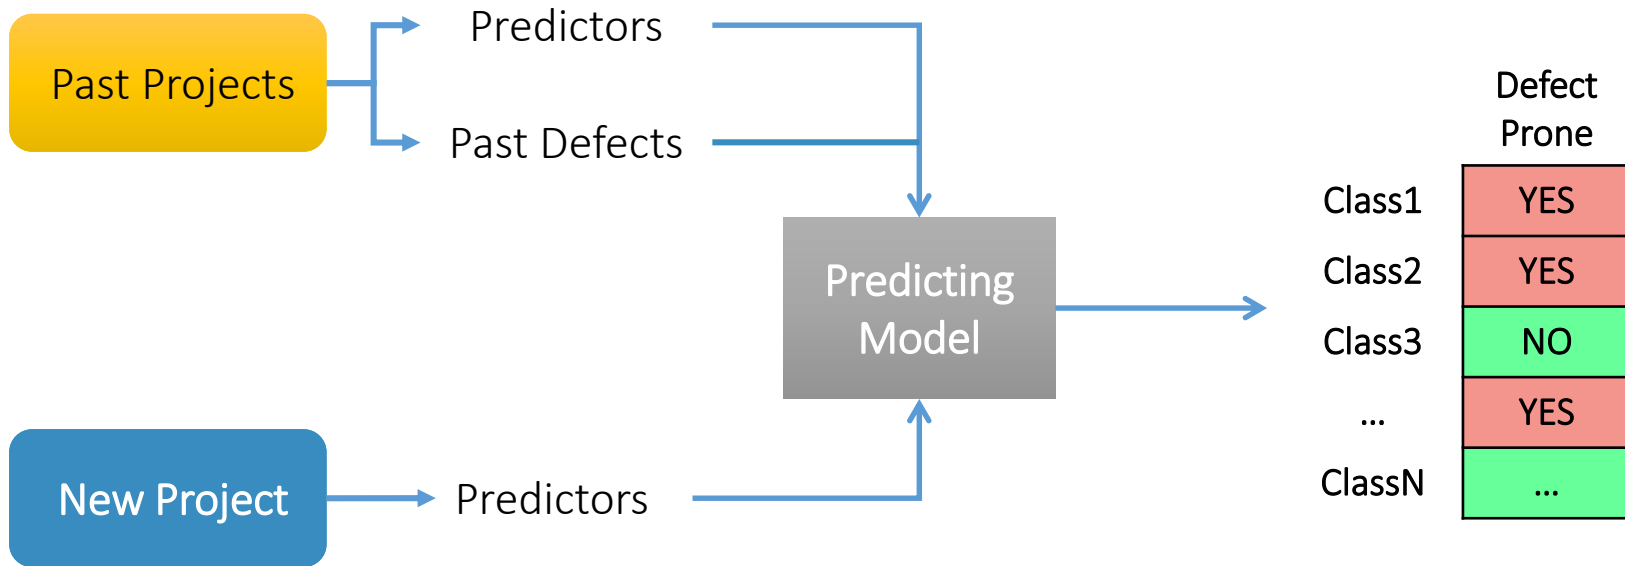 Past Projects
Predictors
Past Defects
Predicting
Model
New Project
Predictors
Defect
Prone
Class1 YES
Class2 YES
Class3 NO
... YES
ClassN ...